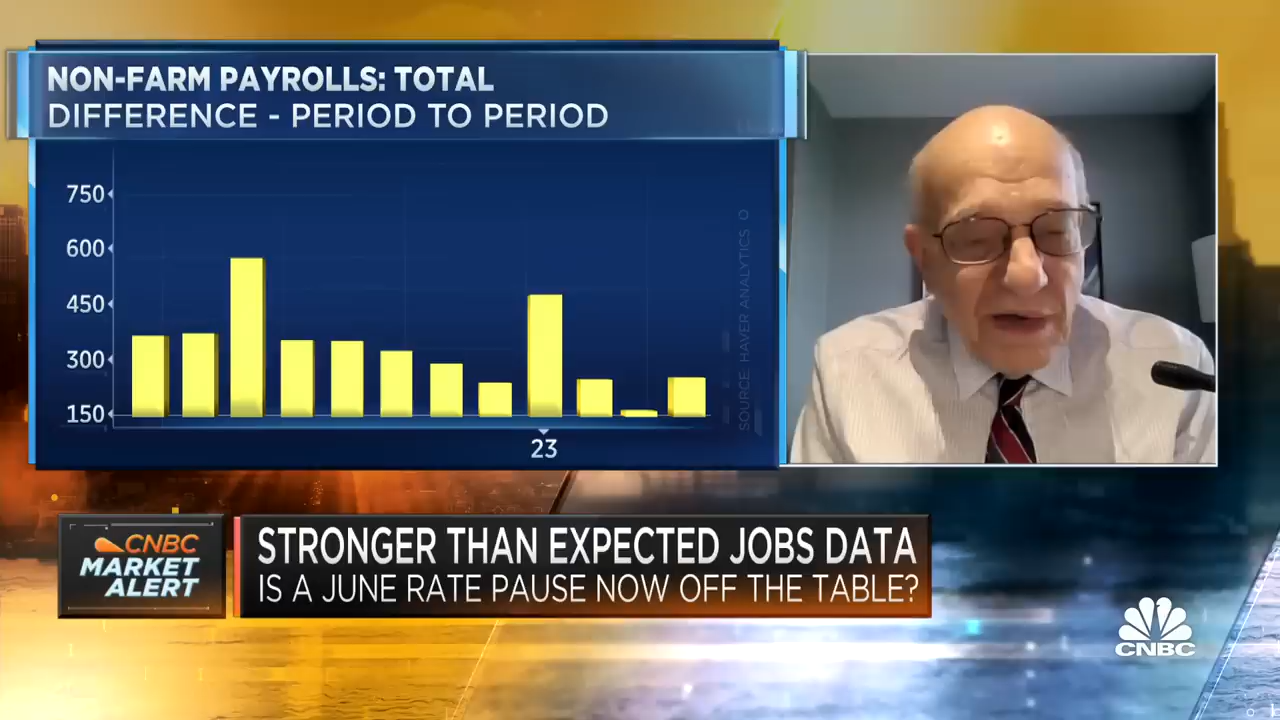 NON-FARM PAYROLLS: TOTAL
DIFFERENCE - PERIOD TO PERIOD
750
600
450
300
150
23
SOURCE: HAVER ANALYTICS
CNBC
MARKET
ALERT
STRONGER THAN EXPECTED JOBS DATA
IS A JUNE RATE PAUSE NOW OFF THE TABLE?
CNBC